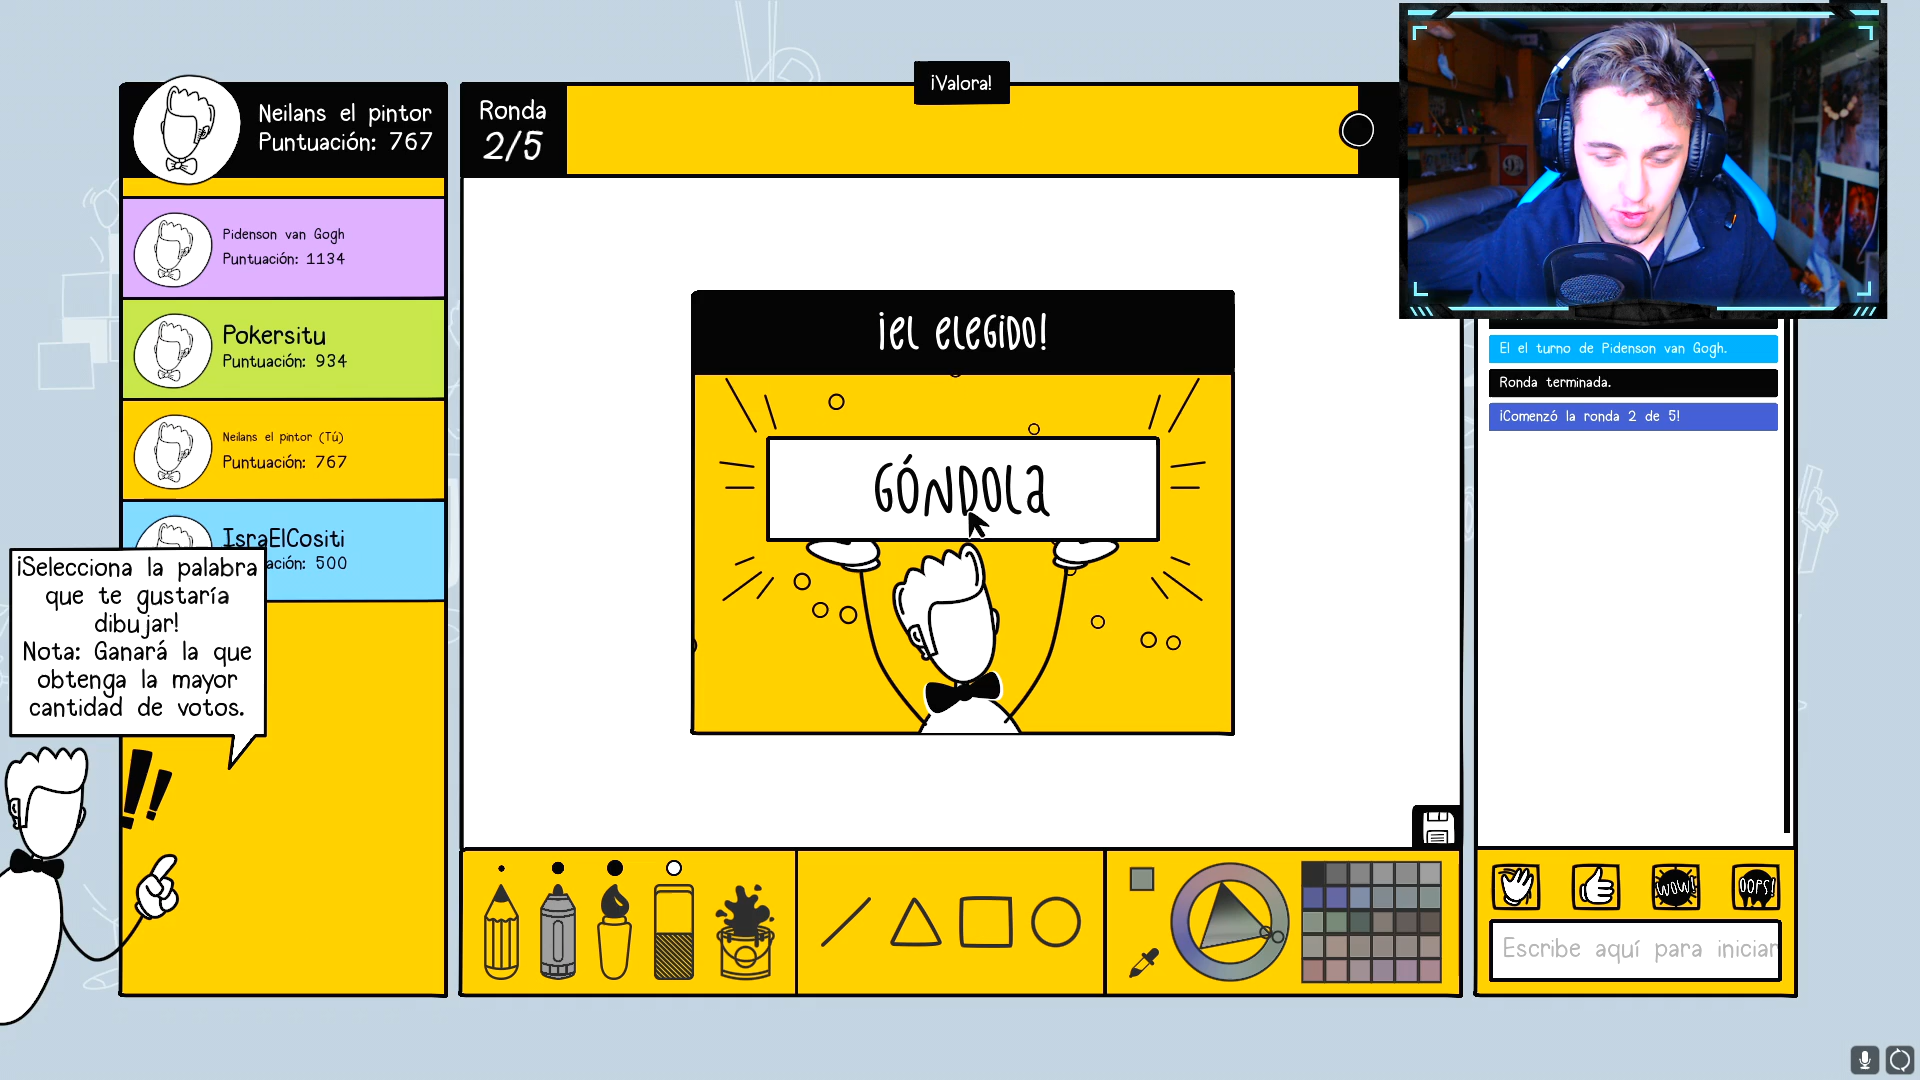 ¡Valora!
Neilans el pintor
Puntuación: 767
Ronda
2/5
Pidenson van Gogh
Puntuación: 1134
Pokersitu
Puntuación: 934
Neilans el pintor (Tú)
Puntuación: 767
IsraElCositi
ación: 500
¡Selecciona la palabra
que te gustaría
dibujar!
Nota: Ganará la que
obtenga la mayor
cantidad de votos.
¡EL ELEGIDO!
GÓNDOLA
El el turno de Pidenson van Gogh.
Ronda terminada.
¡Comenzó la ronda 2 de 5!
WOW!
OOPS!
Escribe aquí para iniciar